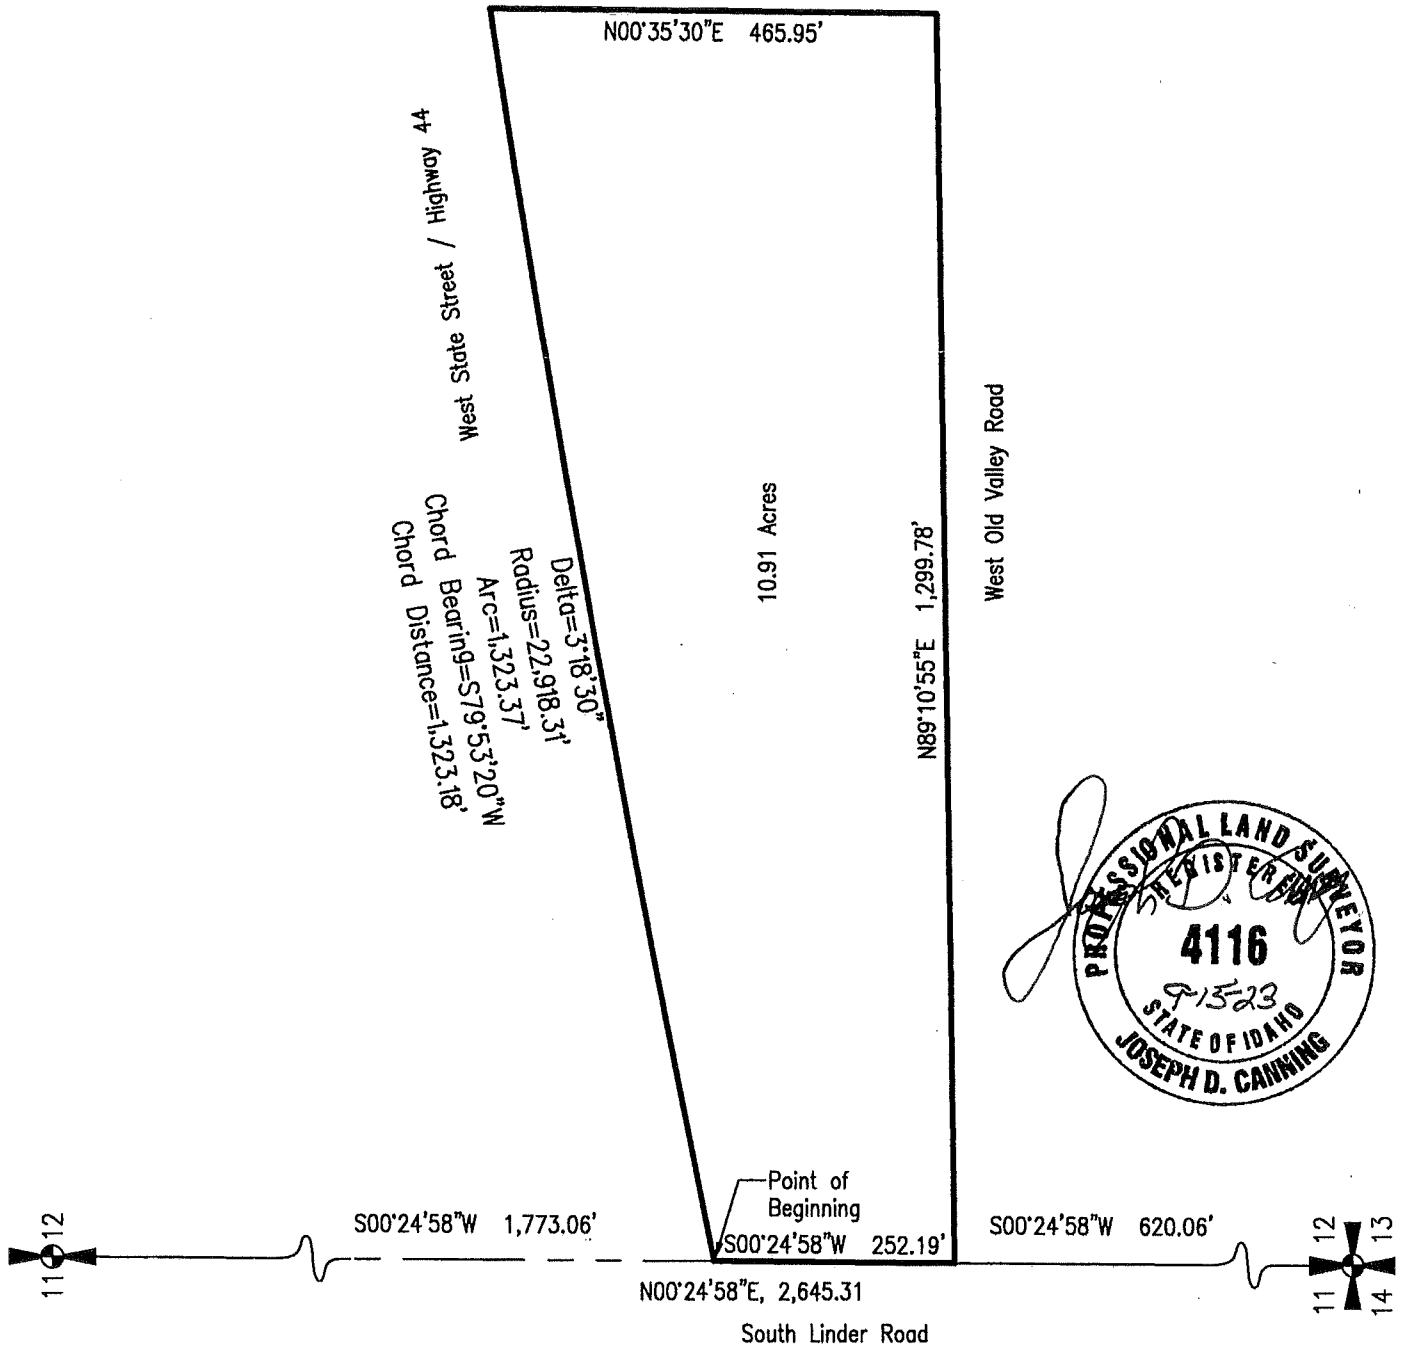 N00°35'30"E 465.95'
West State Street / Highway 44
Delta=3°18'30"
Radius=22,918.31'
Arc=1,323.37'
Chord Bearing=S79°53'20"W
Chord Distance=1,323.18'
10.91 Acres
N89°10'55"E 1,299.78'
West Old Valley Road
PROFESSIONAL LAND SURVEYOR
REGISTERED
4116
9-15-23
STATE OF IDAHO
JOSEPH D. CANNING
Point of
Beginning
S00°24'58"W 1,773.06'
S00°24'58"W 252.19'
S00°24'58"W 620.06'
11 12
11 12
14 13
N00°24'58"E, 2,645.31
South Linder Road